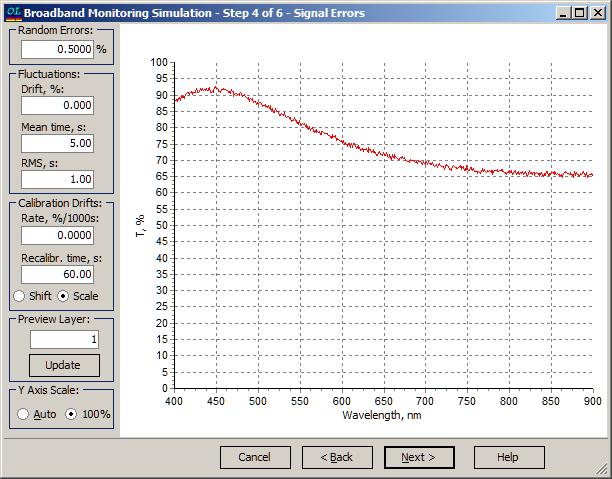 OL Broadband Monitoring Simulation - Step 4 of 6 - Signal Errors
Random Errors:
0.5000 %
Fluctuations:
Drift, %:
0.000
Mean time, s:
5.00
RMS, s:
1.00
Calibration Drifts:
Rate, %/1000s:
0.0000
Recalibr. time, s:
60.00
Shift Scale
Preview Layer:
1
Update
Y Axis Scale:
Auto 100%
100
95
90
85
80
75
70
65
60
55
50
45
40
35
30
25
20
15
10
5
0
T, %
400 450 500 550 600 650 700 750 800 850 900
Wavelength, nm
Cancel < Back Next > Help